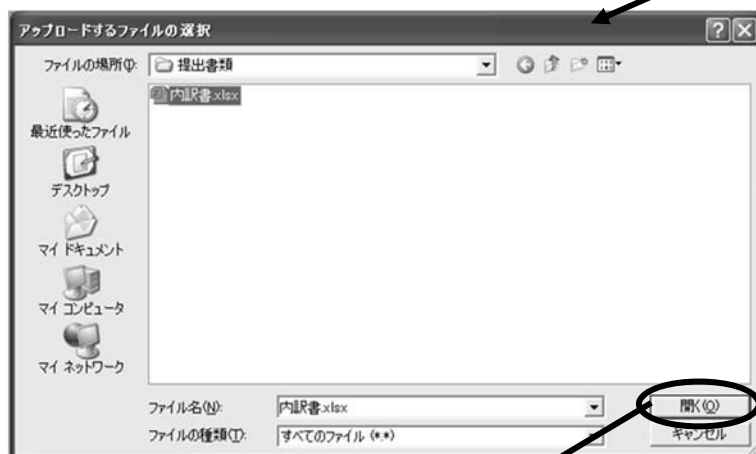 アップロードするファイルの選択
ファイルの場所(I):
提出書類
内訳書.xlsx
最近使ったファイル
デスクトップ
マイ ドキュメント
マイ コンピュータ
マイ ネットワーク
ファイル名(N):
内訳書.xlsx
開く(O)
ファイルの種類(T):
すべてのファイル (*.*)
キャンセル